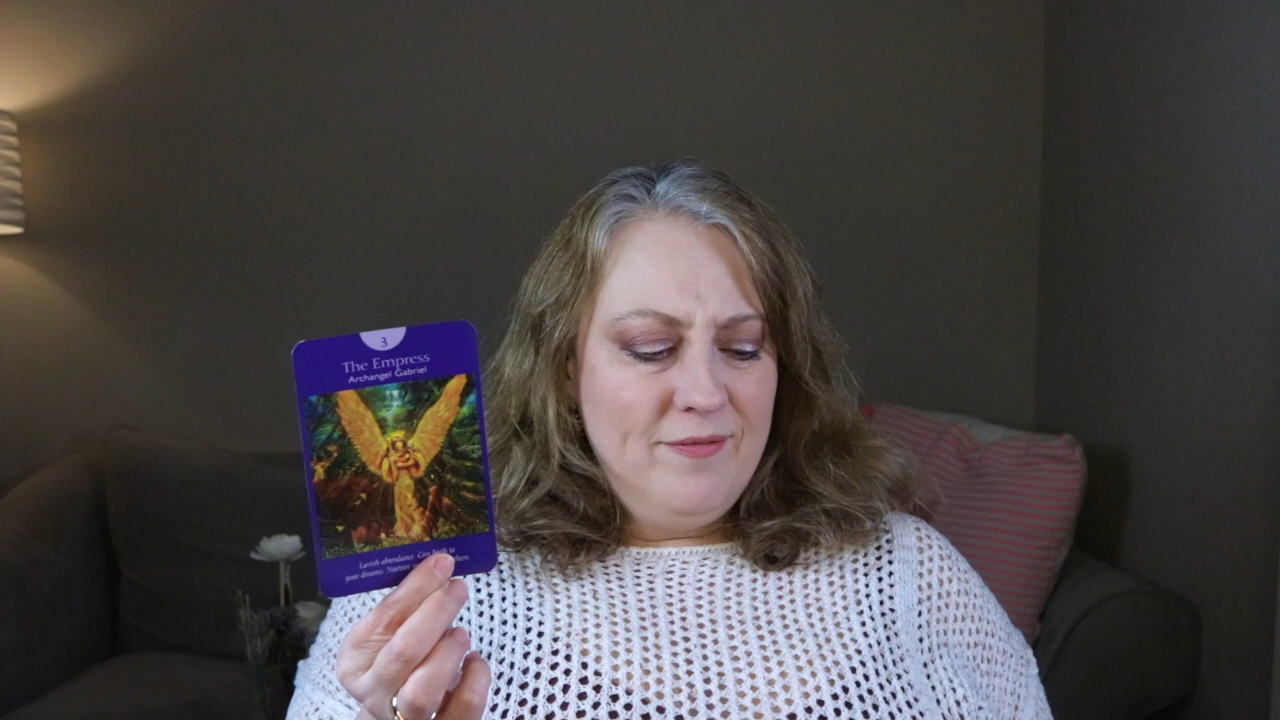 3
The Empress
Archangel Gabriel
Lavish abundance. Give birth to
your dreams. Nurture